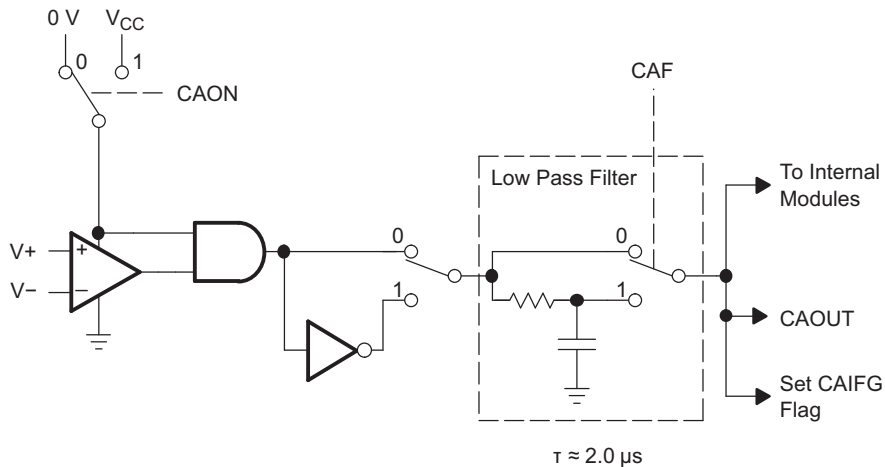 0 V
V_CC
0
1
CAON
CAF
Low Pass Filter
To Internal
Modules
0
0
V+
+
V−
−
1
1
CAOUT
Set CAIFG
Flag
τ ≈ 2.0 μs